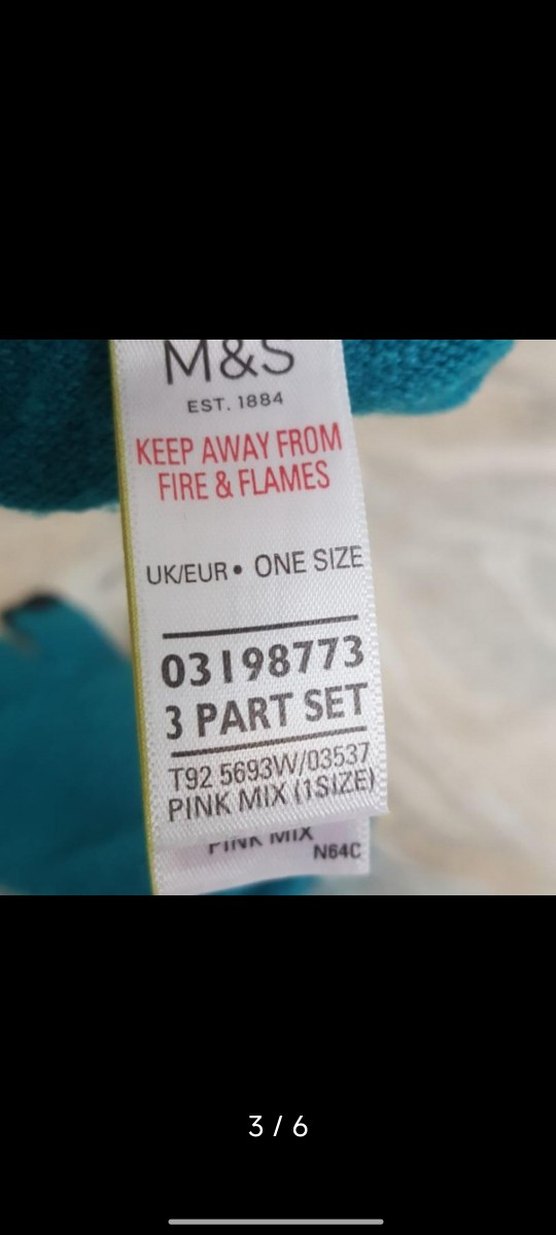 M&S
EST. 1884
KEEP AWAY FROM
FIRE & FLAMES
UK/EUR • ONE SIZE
03198773
3 PART SET
T92 5693W/03537
PINK MIX (1SIZE)
PINK MIX
N64C
3 / 6